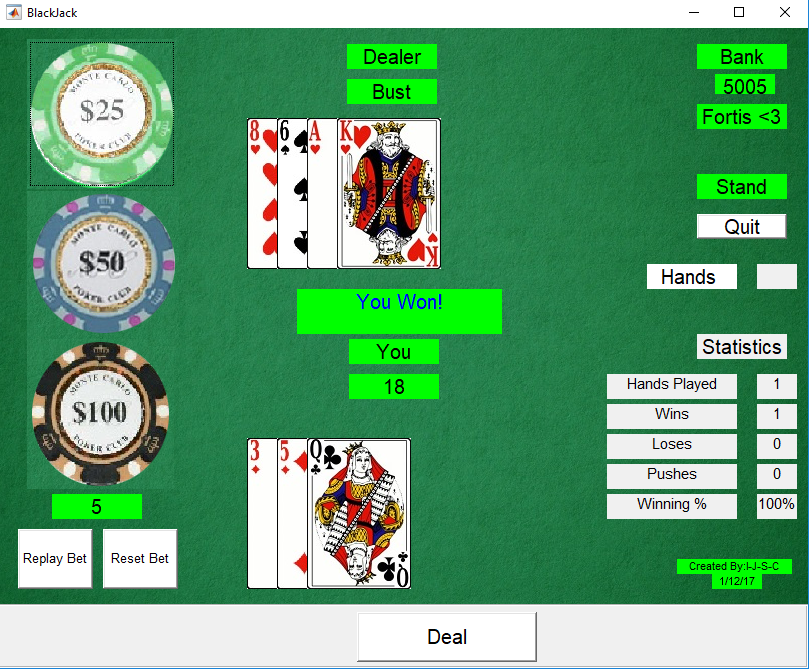 BlackJack
MONTE CARLO
$25
POKER CLUB
MONTE CARLO
$50
POKER CLUB
MONTE CARLO
$100
POKER CLUB
5
Replay Bet
Reset Bet
Dealer
Bust
8
6
A
K
K
You Won!
You
18
3
5
Q
Q
Bank
5005
Fortis <3
Stand
Quit
Hands
Statistics
Hands Played 1
Wins 1
Loses 0
Pushes 0
Winning % 100%
Created By:I-J-S-C
1/12/17
Deal